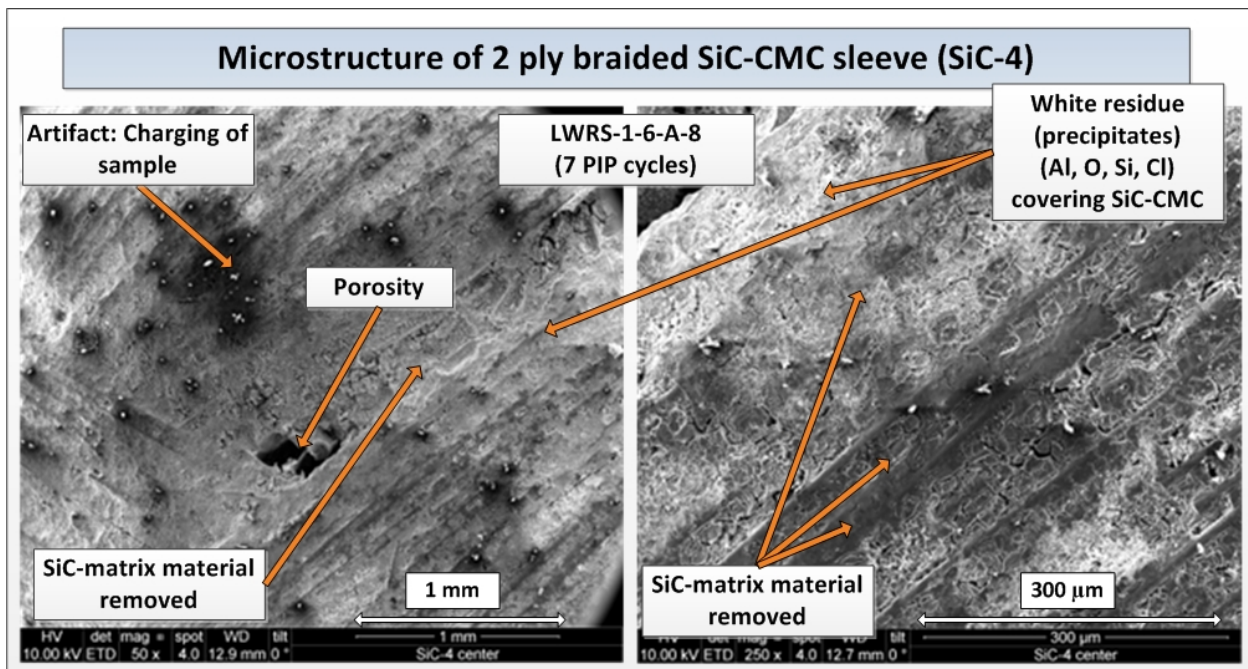 Microstructure of 2 ply braided SiC-CMC sleeve (SiC-4)
Artifact: Charging of
sample
LWRS-1-6-A-8
(7 PIP cycles)
White residue
(precipitates)
(Al, O, Si, Cl)
covering SiC-CMC
Porosity
SiC-matrix material
removed
1 mm
SiC-matrix material
removed
300 µm
HV det mag spot WD tilt
10.00 kV ETD 50 x 4.0 12.9 mm 0 °
1 mm
SiC-4 center
HV det mag spot WD tilt
10.00 kV ETD 250 x 4.0 12.7 mm 0 °
300 µm
SiC-4 center